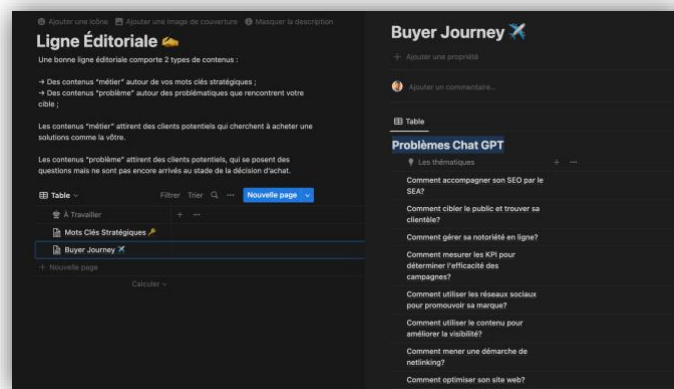 Ajouter une icône Ajouter une image de couverture Masquer la description
Ligne Éditoriale ✍️
Une bonne ligne éditoriale comporte 2 types de contenus :
→ Des contenus "métier" autour de vos mots clés stratégiques ;
→ Des contenus "problème" autour des problématiques que rencontrent votre
cible ;
Les contenus "métier" attirent des clients potentiels qui cherchent à acheter une
solutions comme la vôtre.
Les contenus "problème" attirent des clients potentiels, qui se posent des
questions mais ne sont pas encore arrivés au stade de la décision d'achat.
Table Filtrer Trier Nouvelle page
À Travailler
Mots Clés Stratégiques 🔑
Buyer Journey ✈️
+ Nouvelle page
Calculer
Buyer Journey ✈️
+ Ajouter une propriété
Ajouter un commentaire...
Table
Problèmes Chat GPT
Les thématiques
Comment accompagner son SEO par le
SEA?
Comment cibler le public et trouver sa
clientèle?
Comment gérer sa notoriété en ligne?
Comment mesurer les KPI pour
déterminer l'efficacité des
campagnes?
Comment utiliser les réseaux sociaux
pour promouvoir sa marque?
Comment utiliser le contenu pour
améliorer la visibilité?
Comment mener une démarche de
netlinking?
Comment optimiser son site web?